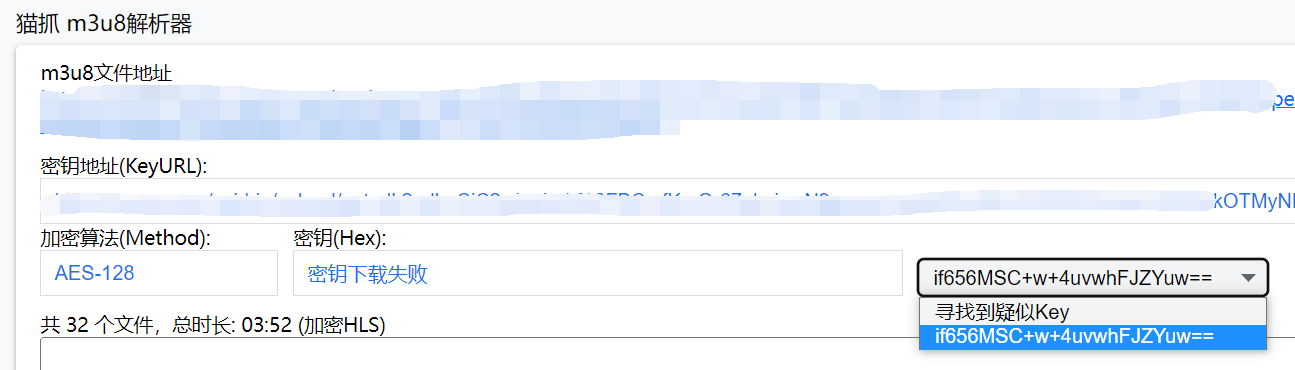 猫抓 m3u8解析器
m3u8文件地址
密钥地址(KeyURL):
kOTMyN
加密算法(Method):
密钥(Hex):
AES-128
密钥下载失败
if656MSC+w+4uvwhFJZYuw==
寻找到疑似Key
if656MSC+w+4uvwhFJZYuw==
共 32 个文件，总时长: 03:52 (加密HLS)